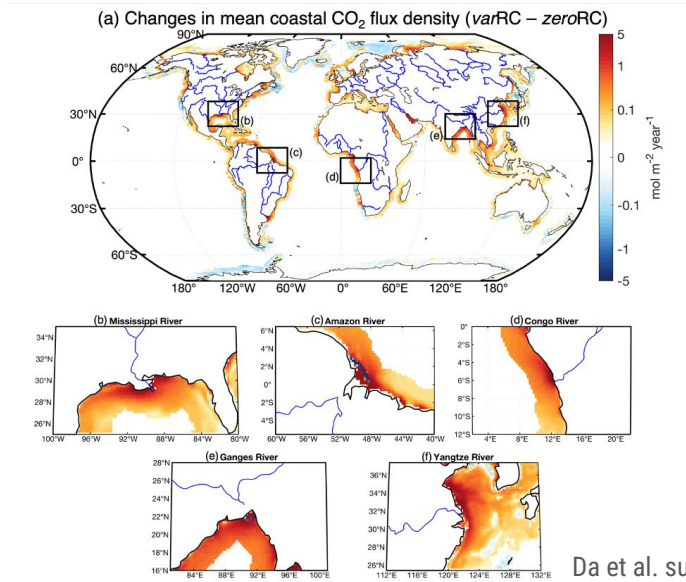 (a) Changes in mean coastal CO₂ flux density (varRC – zeroRC)
90°N
60°N
30°N
0°
30°S
60°S
180° 120°W 60°W 0° 60°E 120°E 180°
(b)
(c)
(d)
(e)
(f)
5
1
0.1
0
-0.1
-1
-5
mol m⁻² year⁻¹
(b) Mississippi River
34°N
32°N
30°N
28°N
26°N
100°W 96°W 92°W 88°W 84°W 80°W
(c) Amazon River
6°N
4°N
2°N
0°
2°S
4°S
60°W 56°W 52°W 48°W 44°W 40°W
(d) Congo River
0°
2°S
4°S
6°S
8°S
10°S
12°S
4°E 8°E 12°E 16°E 20°E
(e) Ganges River
28°N
26°N
24°N
22°N
20°N
18°N
16°N
84°E 88°E 92°E 96°E 100°E
(f) Yangtze River
36°N
34°N
32°N
30°N
28°N
26°N
112°E 116°E 120°E 124°E 128°E 132°E
Da et al. su